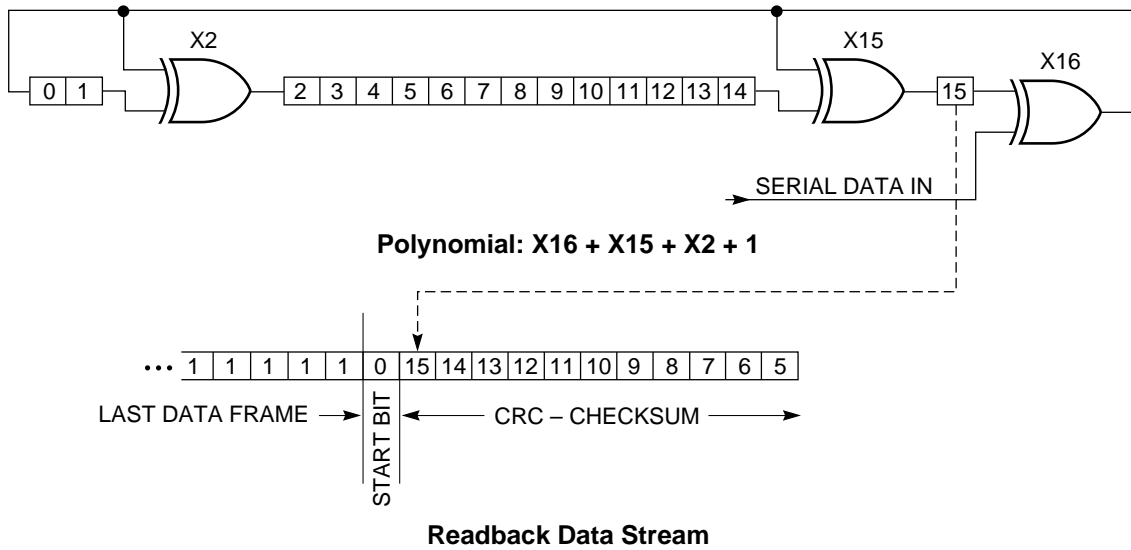 X2
X15
X16
0 1
2 3 4 5 6 7 8 9 10 11 12 13 14
15
SERIAL DATA IN
Polynomial: X16 + X15 + X2 + 1
••• 1 1 1 1 1 0 15 14 13 12 11 10 9 8 7 6 5
LAST DATA FRAME
START BIT
CRC – CHECKSUM
Readback Data Stream